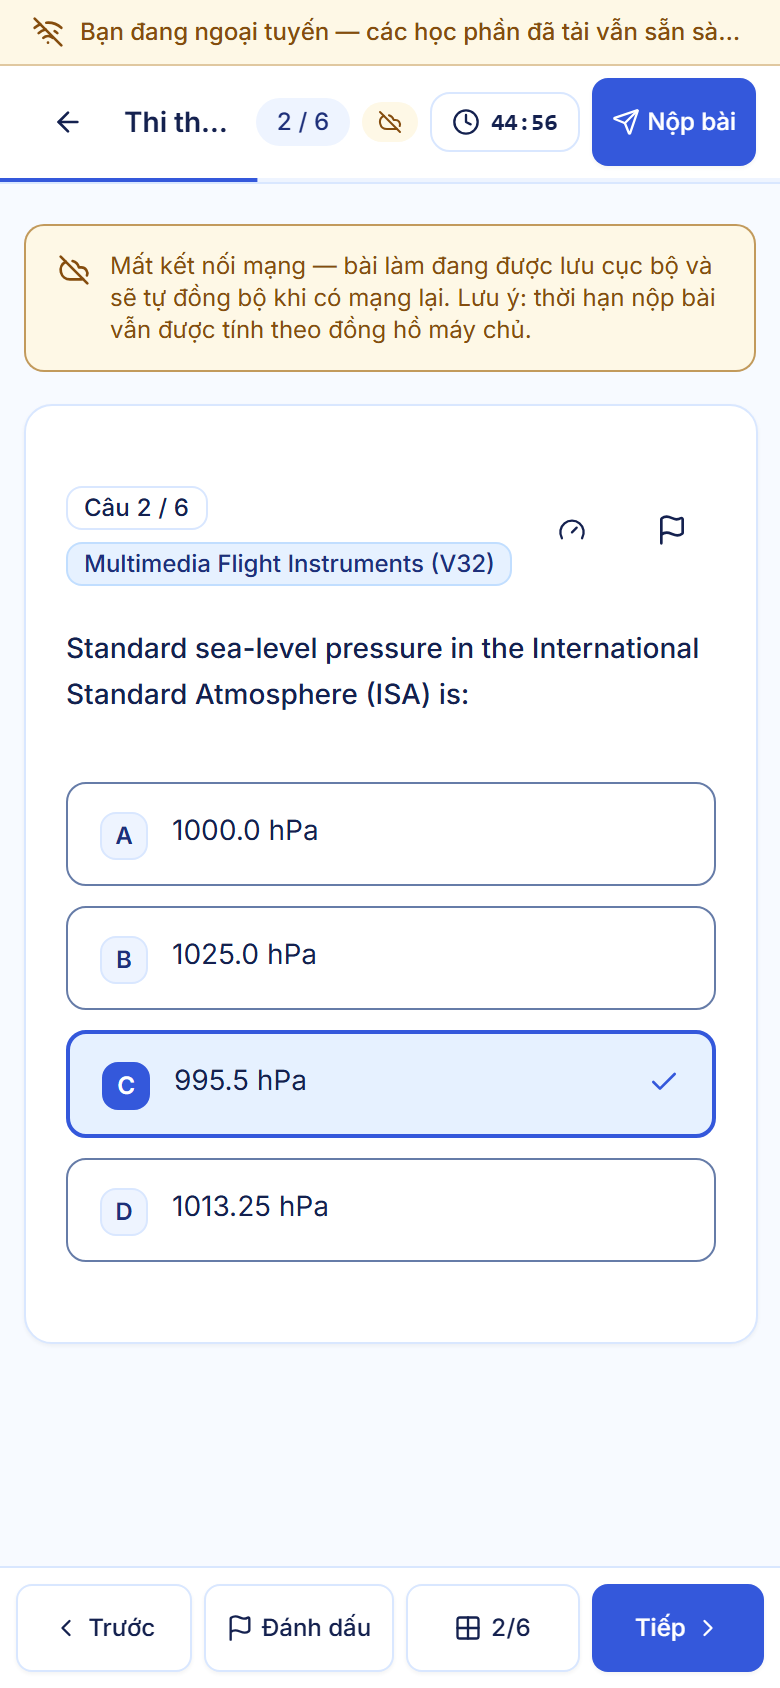 Bạn đang ngoại tuyến — các học phần đã tải vẫn sẵn sà...
Thi th...
2 / 6
44:56
Nộp bài
Mất kết nối mạng — bài làm đang được lưu cục bộ và
sẽ tự đồng bộ khi có mạng lại. Lưu ý: thời hạn nộp bài
vẫn được tính theo đồng hồ máy chủ.
Câu 2 / 6
Multimedia Flight Instruments (V32)
Standard sea-level pressure in the International
Standard Atmosphere (ISA) is:
A 1000.0 hPa
B 1025.0 hPa
C 995.5 hPa
D 1013.25 hPa
Trước
Đánh dấu
2/6
Tiếp